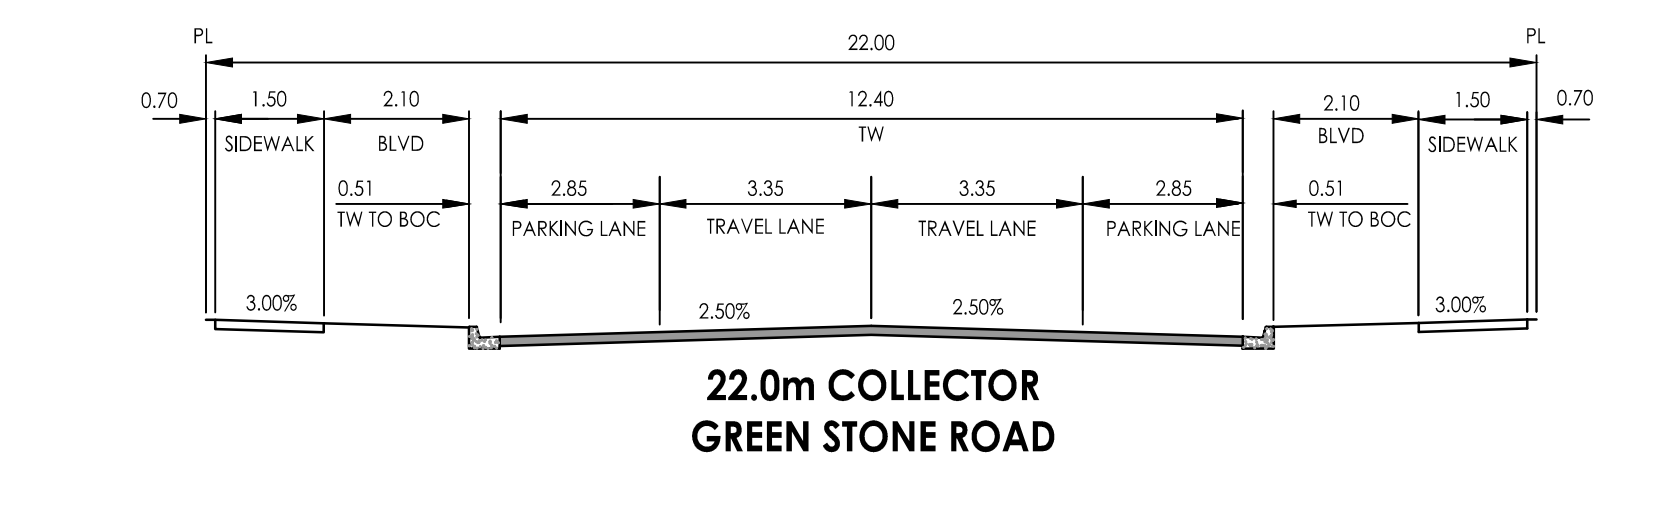 PL
PL
22.00
0.70
1.50
2.10
12.40
2.10
1.50
0.70
SIDEWALK
BLVD
TW
BLVD
SIDEWALK
0.51
2.85
3.35
3.35
2.85
0.51
TW TO BOC
PARKING LANE
TRAVEL LANE
TRAVEL LANE
PARKING LANE
TW TO BOC
3.00%
2.50%
2.50%
3.00%
22.0m COLLECTOR
GREEN STONE ROAD